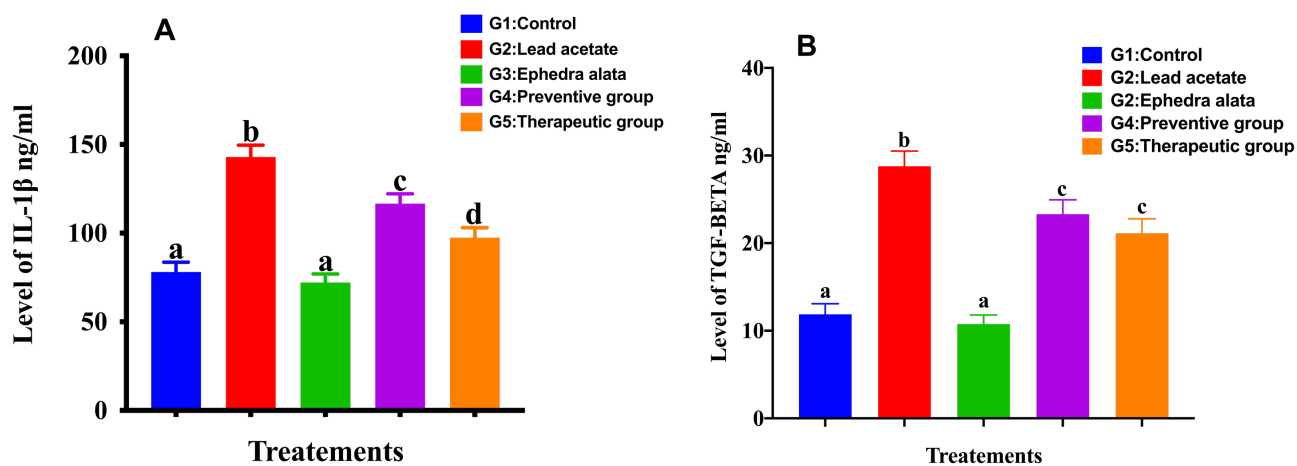 A
G1:Control
G2:Lead acetate
G3:Ephedra alata
G4:Preventive group
G5:Therapeutic group
Level of IL-1β ng/ml
200
150
100
50
0
a
b
a
c
d
Treatements
B
G1:Control
G2:Lead acetate
G2:Ephedra alata
G4:Preventive group
G5:Therapeutic group
Level of TGF-BETA ng/ml
40
30
20
10
0
a
b
a
c
c
Treatements